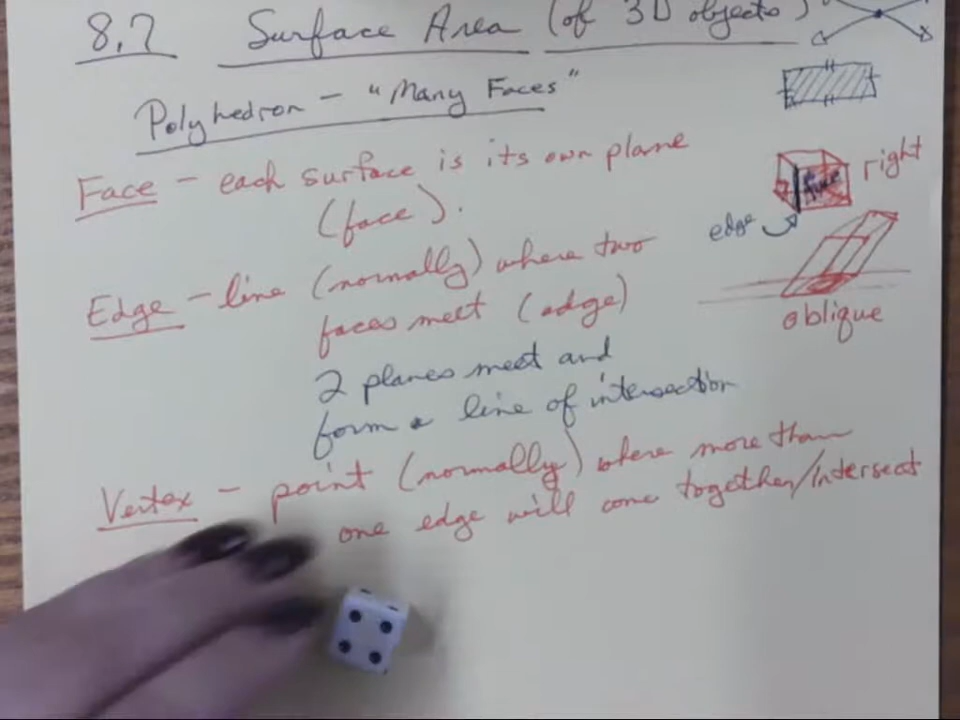 8.7 Surface Area (of 3D objects)
Polyhedron - "Many Faces"
Face - each surface is its own plane
(face).
right
edge
Edge - line (normally) where two
faces meet (edge)
oblique
2 planes meet and
form a line of intersection
Vertex - point (normally) where more than
one edge will come together/intersect